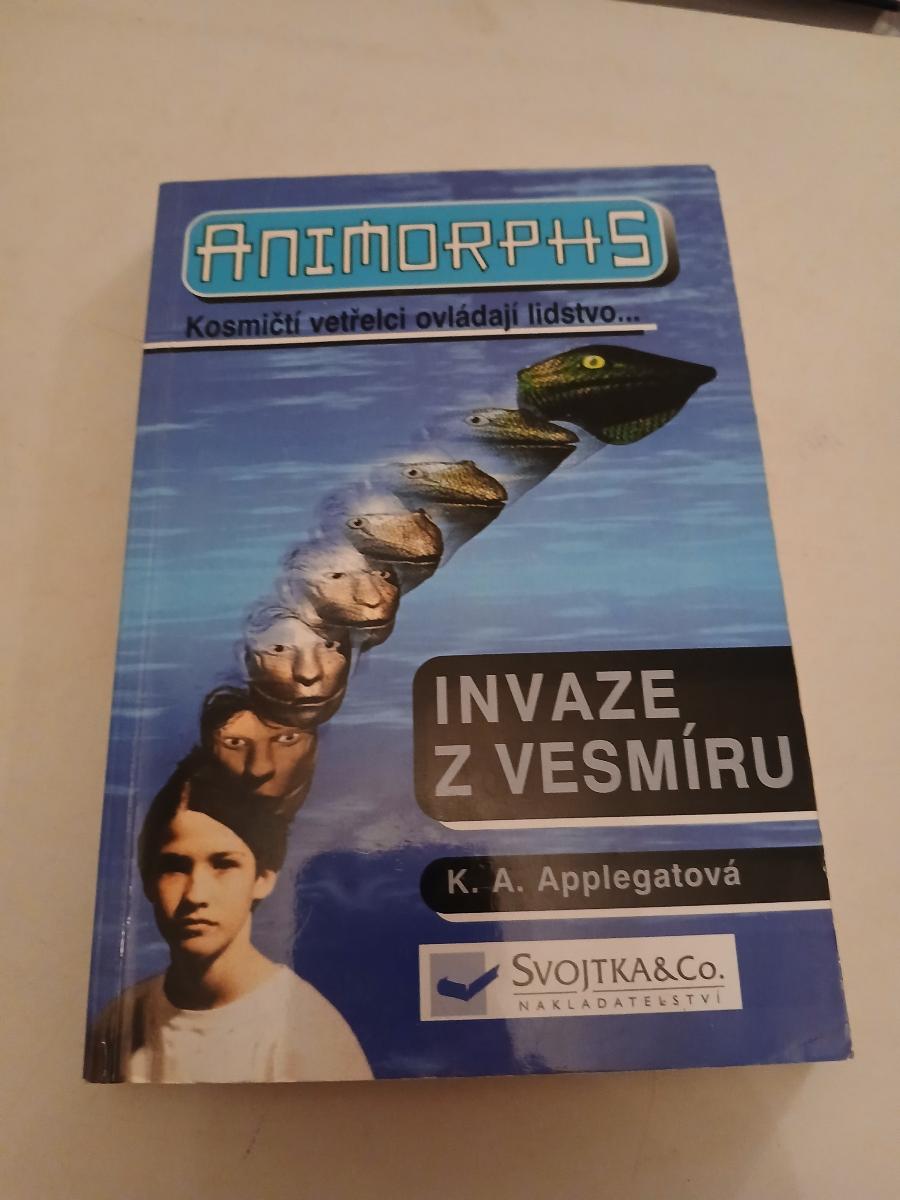 ANIMORPHS
Kosmičtí vetřelci ovládají lidstvo...
INVAZE
Z VESMÍRU
K. A. Applegatová
SVOJTKA&CO.
NAKLADATELSTVÍ